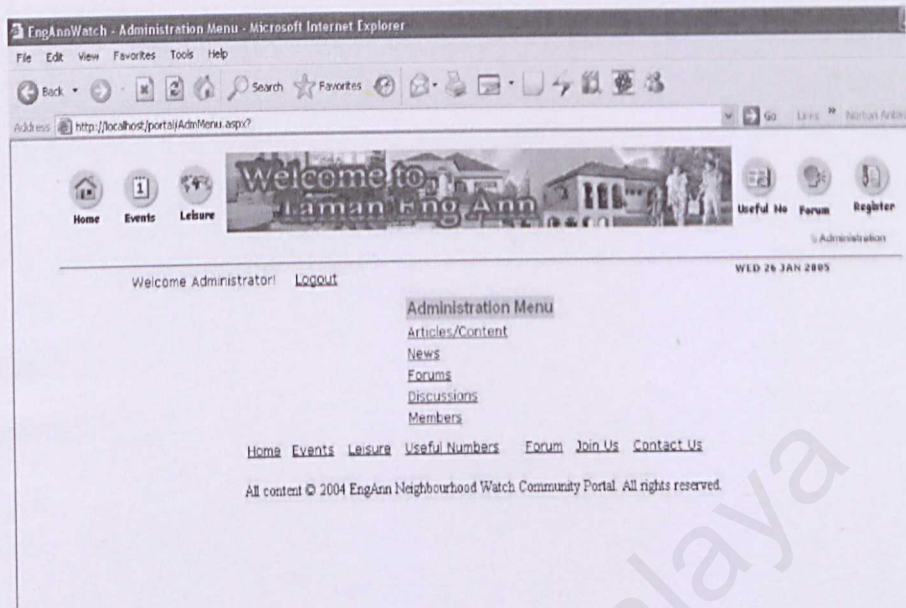 EngAnnWatch - Administration Menu - Microsoft Internet Explorer
File Edit View Favorites Tools Help
Back Search Favorites
Address http://localhost/portal/AdmMenu.aspx? Go Links » Norton
Home Events Leisure Welcome to Taman Eng Ann Useful No Forum Register
Administration
WED 26 JAN 2005
Welcome Administrator! Logout
Administration Menu
Articles/Content
News
Forums
Discussions
Members
Home Events Leisure Useful Numbers Forum Join Us Contact Us
All content © 2004 EngAnn Neighbourhood Watch Community Portal. All rights reserved.